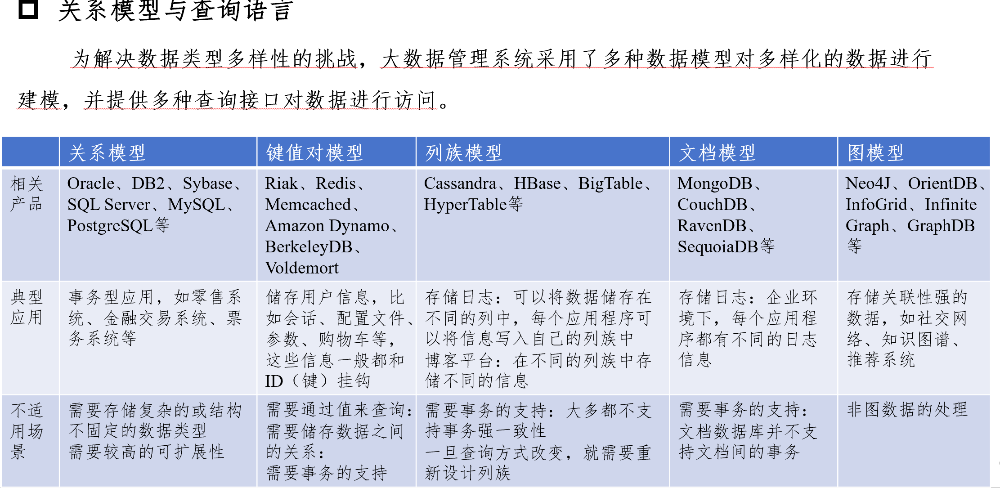 关系模型与查询语言
为解决数据类型多样性的挑战，大数据管理系统采用了多种数据模型对多样化的数据进行
建模，并提供多种查询接口对数据进行访问。
关系模型
键值对模型
列族模型
文档模型
图模型
相关
产品
Oracle、DB2、Sybase、
SQL Server、MySQL、
PostgreSQL等
Riak、Redis、
Memcached、
Amazon Dynamo、
BerkeleyDB、
Voldemort
Cassandra、HBase、BigTable、
HyperTable等
MongoDB、
CouchDB、
RavenDB、
SequoiaDB等
Neo4J、OrientDB、
InfoGrid、Infinite
Graph、GraphDB
等
典型
应用
事务型应用，如零售系
统、金融交易系统、票
务系统等
储存用户信息，比
如会话、配置文件、
参数、购物车等，
这些信息一般都和
ID（键）挂钩
存储日志：可以将数据储存在
不同的列中，每个应用程序可
以将信息写入自己的列族中
博客平台：在不同的列族中存
储不同的信息
存储日志：企业环
境下，每个应用程
序都有不同的日志
信息
存储关联性强的
数据，如社交网
络、知识图谱、
推荐系统
不适
用场
景
需要存储复杂的或结构
不固定的数据类型
需要较高的可扩展性
需要通过值来查询：
需要储存数据之间
的关系：
需要事务的支持
需要事务的支持：大多都不支
持事务强一致性
一旦查询方式改变，就需要重
新设计列族
需要事务的支持：
文档数据库并不支
持文档间的事务
非图数据的处理